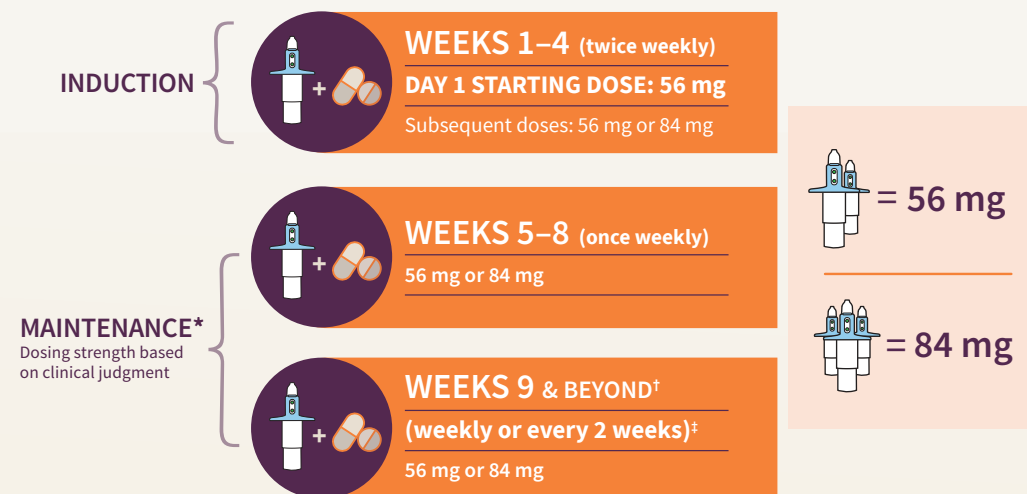 INDUCTION
WEEKS 1–4 (twice weekly)
DAY 1 STARTING DOSE: 56 mg
Subsequent doses: 56 mg or 84 mg
+
MAINTENANCE*
Dosing strength based
on clinical judgment
WEEKS 5–8 (once weekly)
56 mg or 84 mg
+
WEEKS 9 & BEYOND†
(weekly or every 2 weeks)‡
56 mg or 84 mg
+
= 56 mg
= 84 mg